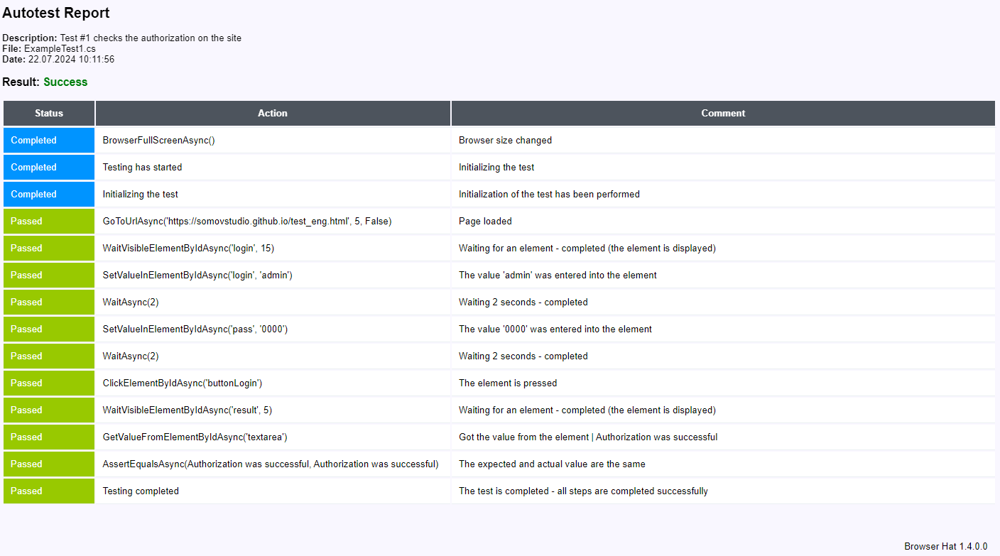 Autotest Report
Description: Test #1 checks the authorization on the site
File: ExampleTest1.cs
Date: 22.07.2024 10:11:56
Result: Success
Status Action Comment
Completed BrowserFullScreenAsync() Browser size changed
Completed Testing has started Initializing the test
Completed Initializing the test Initialization of the test has been performed
Passed GoToUrlAsync('https://somovstudio.github.io/test_eng.html', 5, False) Page loaded
Passed WaitVisibleElementByIdAsync('login', 15) Waiting for an element - completed (the element is displayed)
Passed SetValueInElementByIdAsync('login', 'admin') The value 'admin' was entered into the element
Passed WaitAsync(2) Waiting 2 seconds - completed
Passed SetValueInElementByIdAsync('pass', '0000') The value '0000' was entered into the element
Passed WaitAsync(2) Waiting 2 seconds - completed
Passed ClickElementByIdAsync('buttonLogin') The element is pressed
Passed WaitVisibleElementByIdAsync('result', 5) Waiting for an element - completed (the element is displayed)
Passed GetValueFromElementByIdAsync('textarea') Got the value from the element | Authorization was successful
Passed AssertEqualsAsync(Authorization was successful, Authorization was successful) The expected and actual value are the same
Passed Testing completed The test is completed - all steps are completed successfully
Browser Hat 1.4.0.0